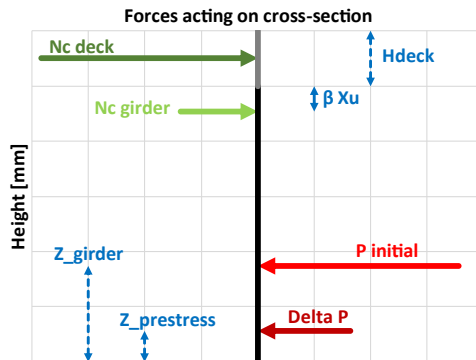 Forces acting on cross-section
Nc deck
Hdeck
β Xu
Nc girder
Height [mm]
Z_girder
P initial
Z_prestress
Delta P